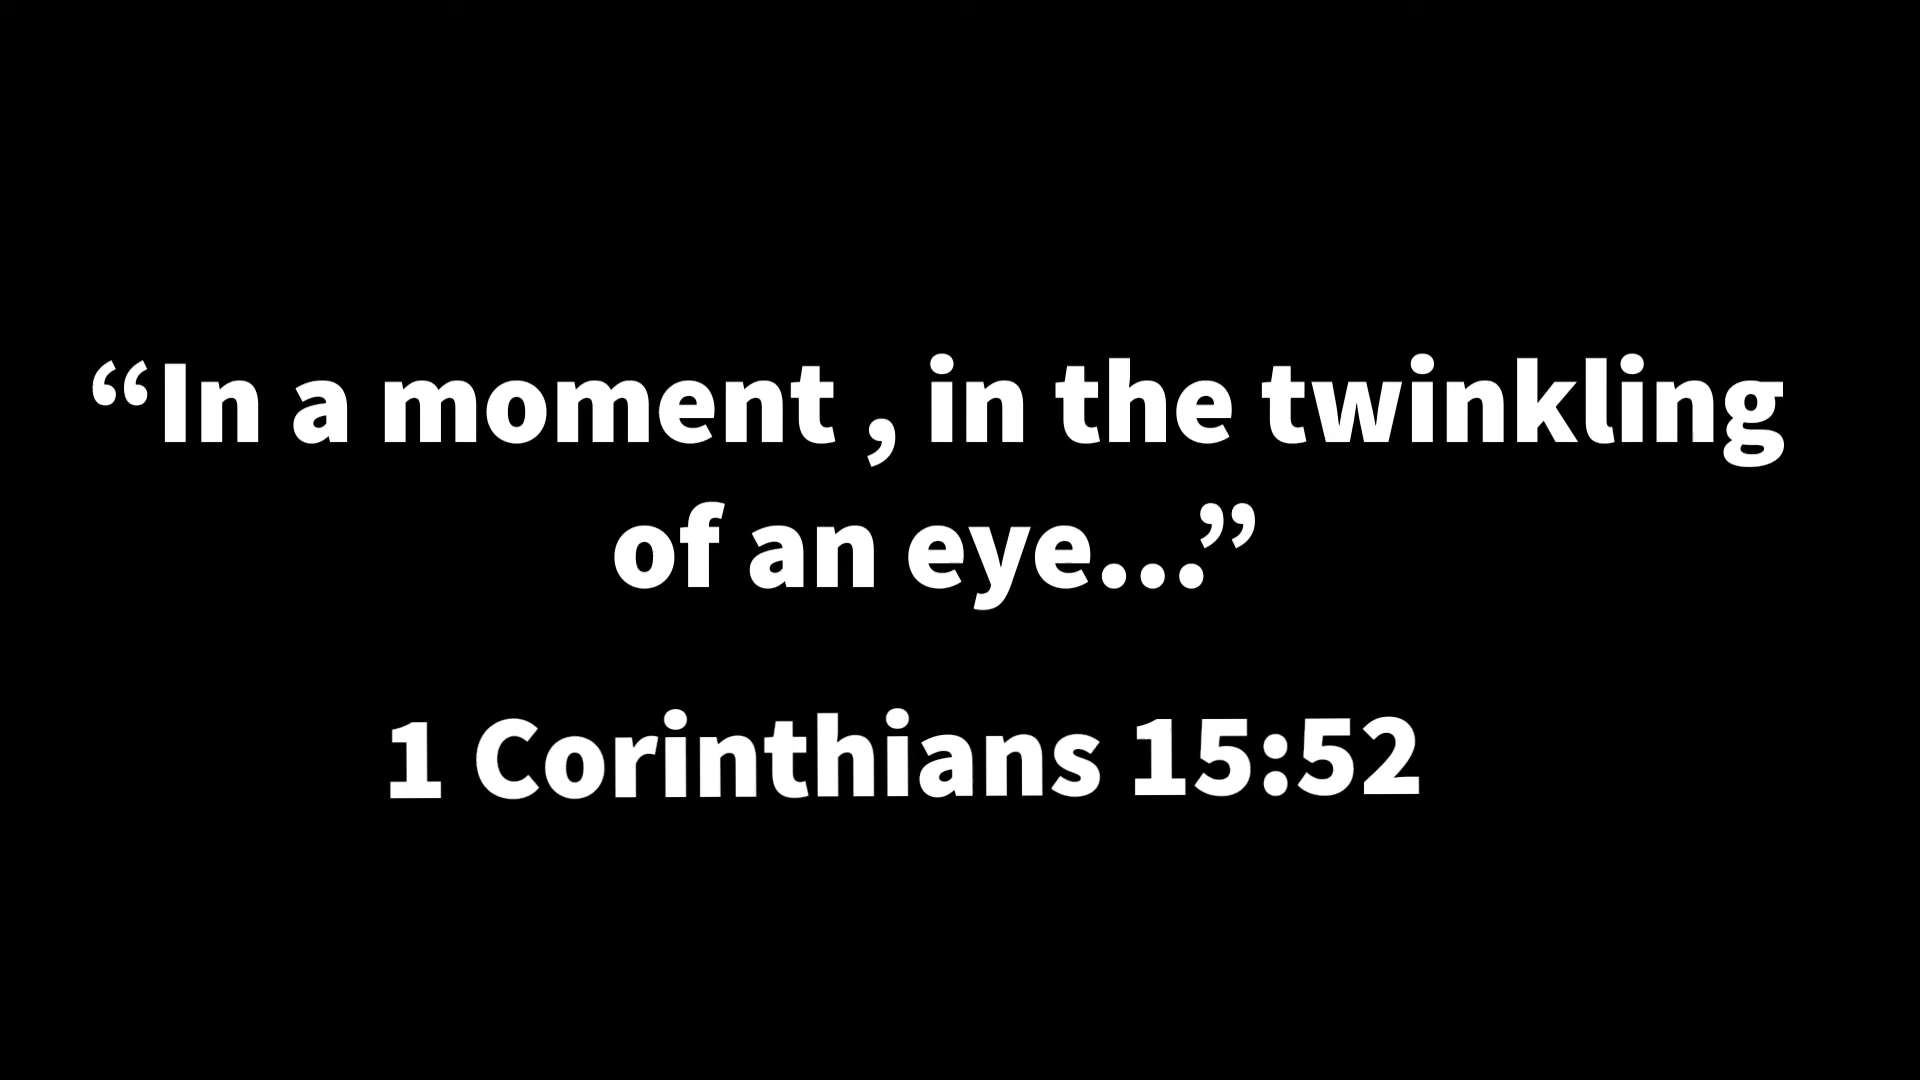 “In a moment , in the twinkling
of an eye...”
1 Corinthians 15:52